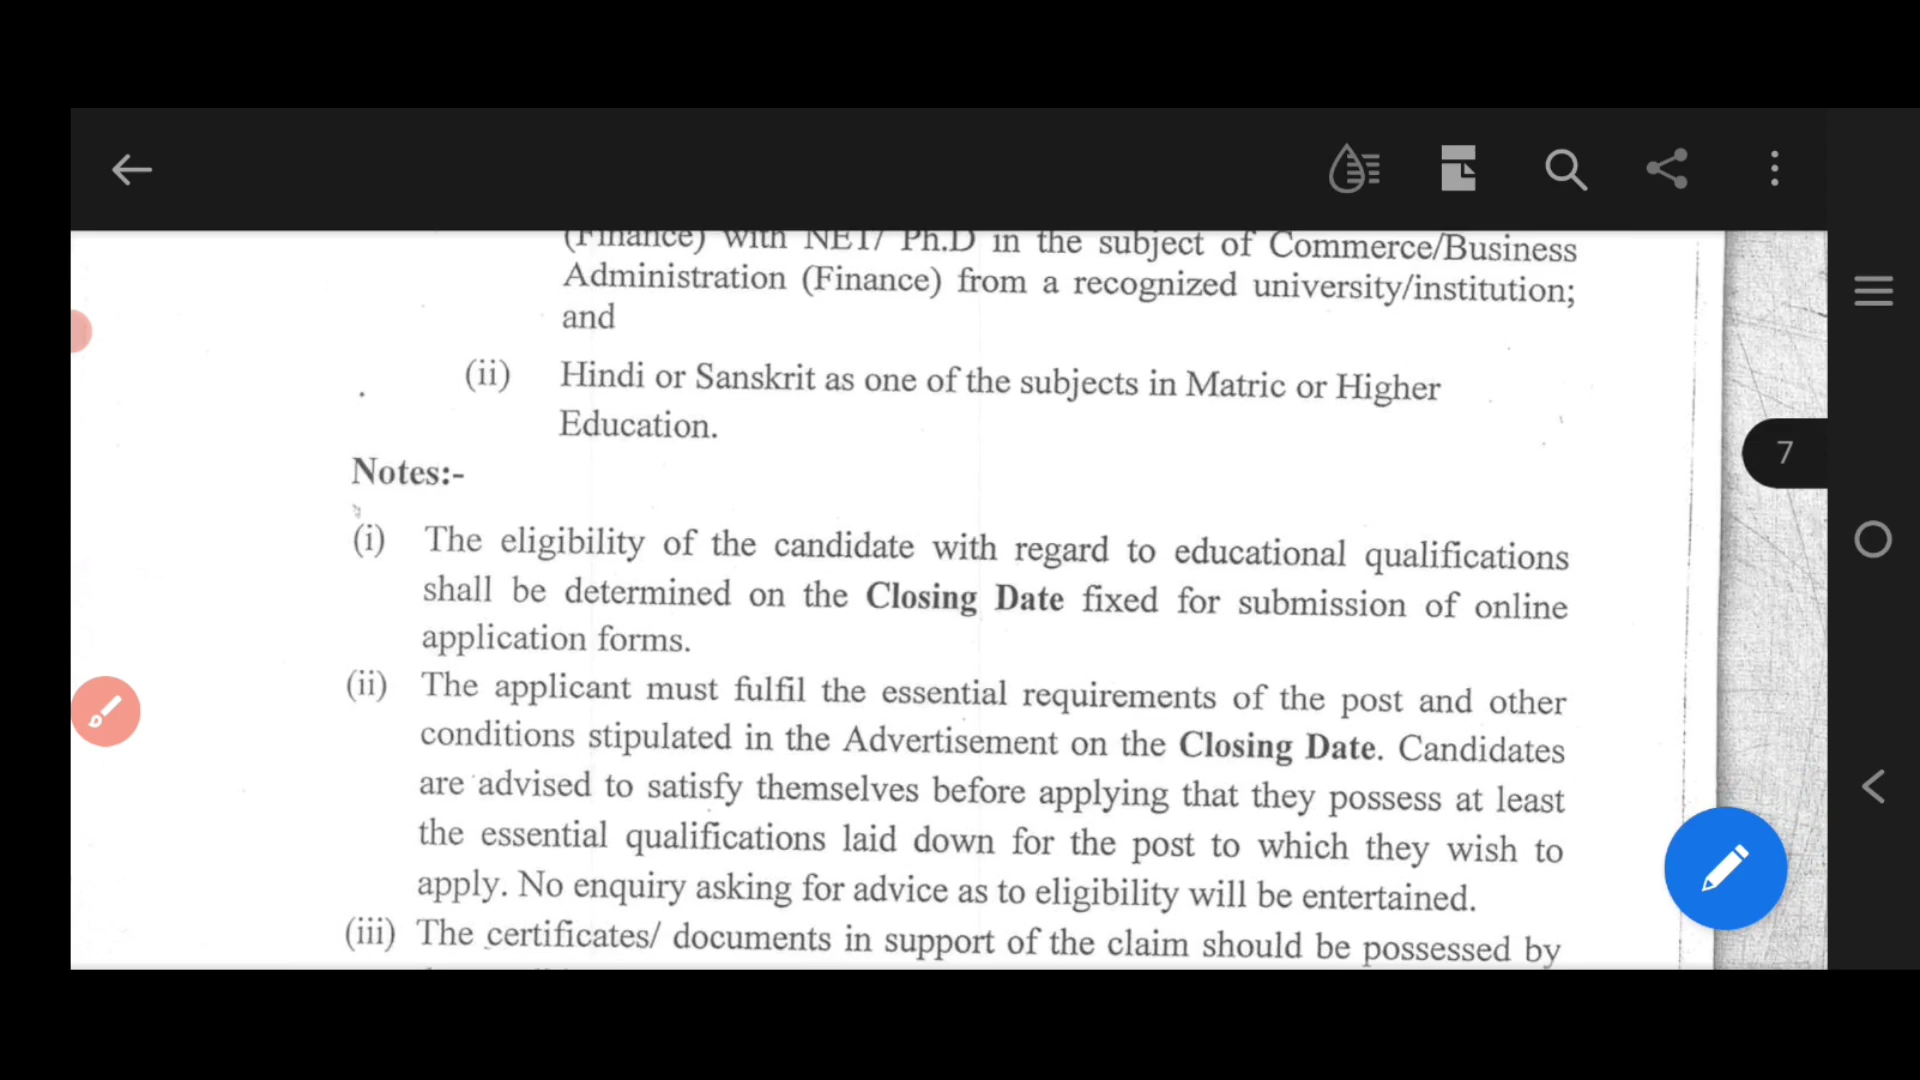 (Finance) with NET/ Ph.D in the subject of Commerce/Business
Administration (Finance) from a recognized university/institution;
and
(ii) Hindi or Sanskrit as one of the subjects in Matric or Higher
Education.
7
Notes:-
(i) The eligibility of the candidate with regard to educational qualifications
shall be determined on the Closing Date fixed for submission of online
application forms.
(ii) The applicant must fulfil the essential requirements of the post and other
conditions stipulated in the Advertisement on the Closing Date. Candidates
are advised to satisfy themselves before applying that they possess at least
the essential qualifications laid down for the post to which they wish to
apply. No enquiry asking for advice as to eligibility will be entertained.
(iii) The certificates/ documents in support of the claim should be possessed by